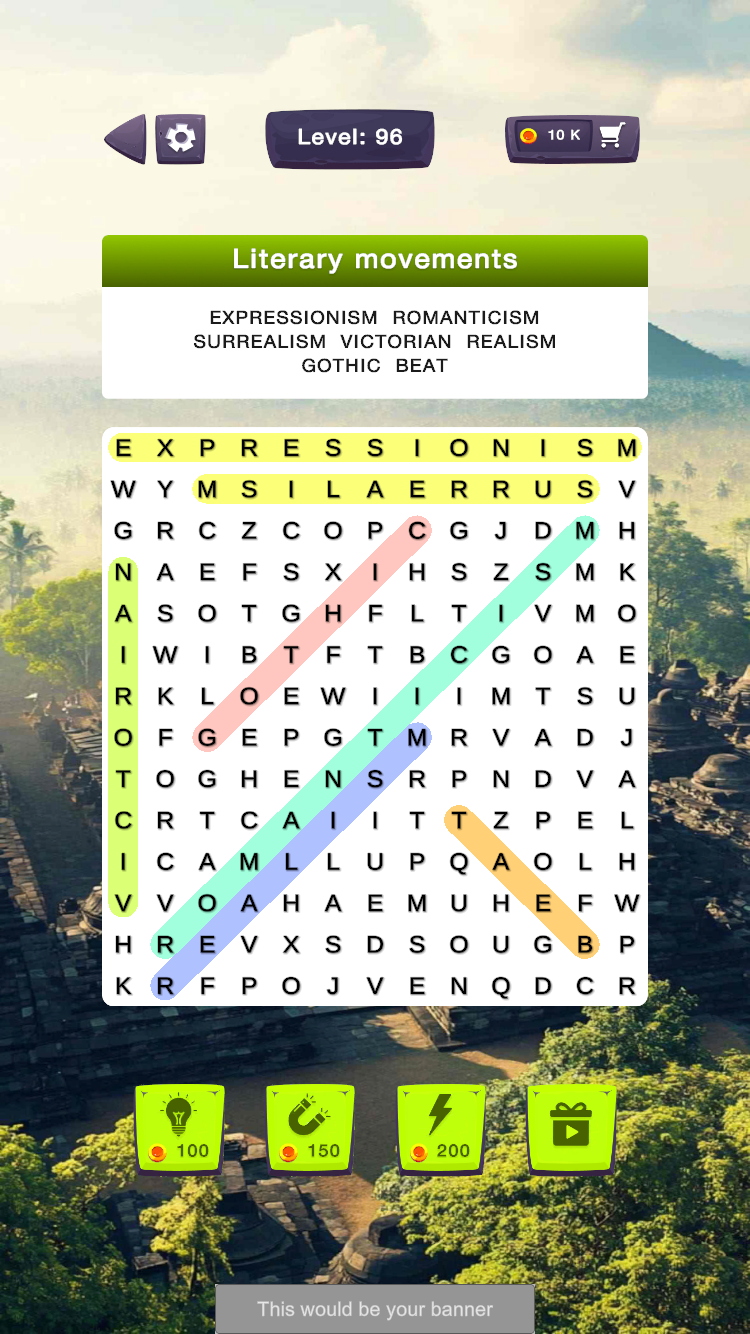 Level: 96
10 K
Literary movements
EXPRESSIONISM ROMANTICISM
SURREALISM VICTORIAN REALISM
GOTHIC BEAT
E X P R E S S I O N I S M
W Y M S I L A E R R U S V
G R C Z C O P C G J D M H
N A E F S X I H S Z S M K
A S O T G H F L T I V M O
I W I B T F T B C G O A E
R K L O E W I I I M T S U
O F G E P G T M R V A D J
T O G H E N S R P N D V A
C R T C A I I T T Z P E L
I C A M L L U P Q A O L H
V V O A H A E M U H E F W
H R E V X S D S O U G B P
K R F P O J V E N Q D C R
100 150 200
This would be your banner